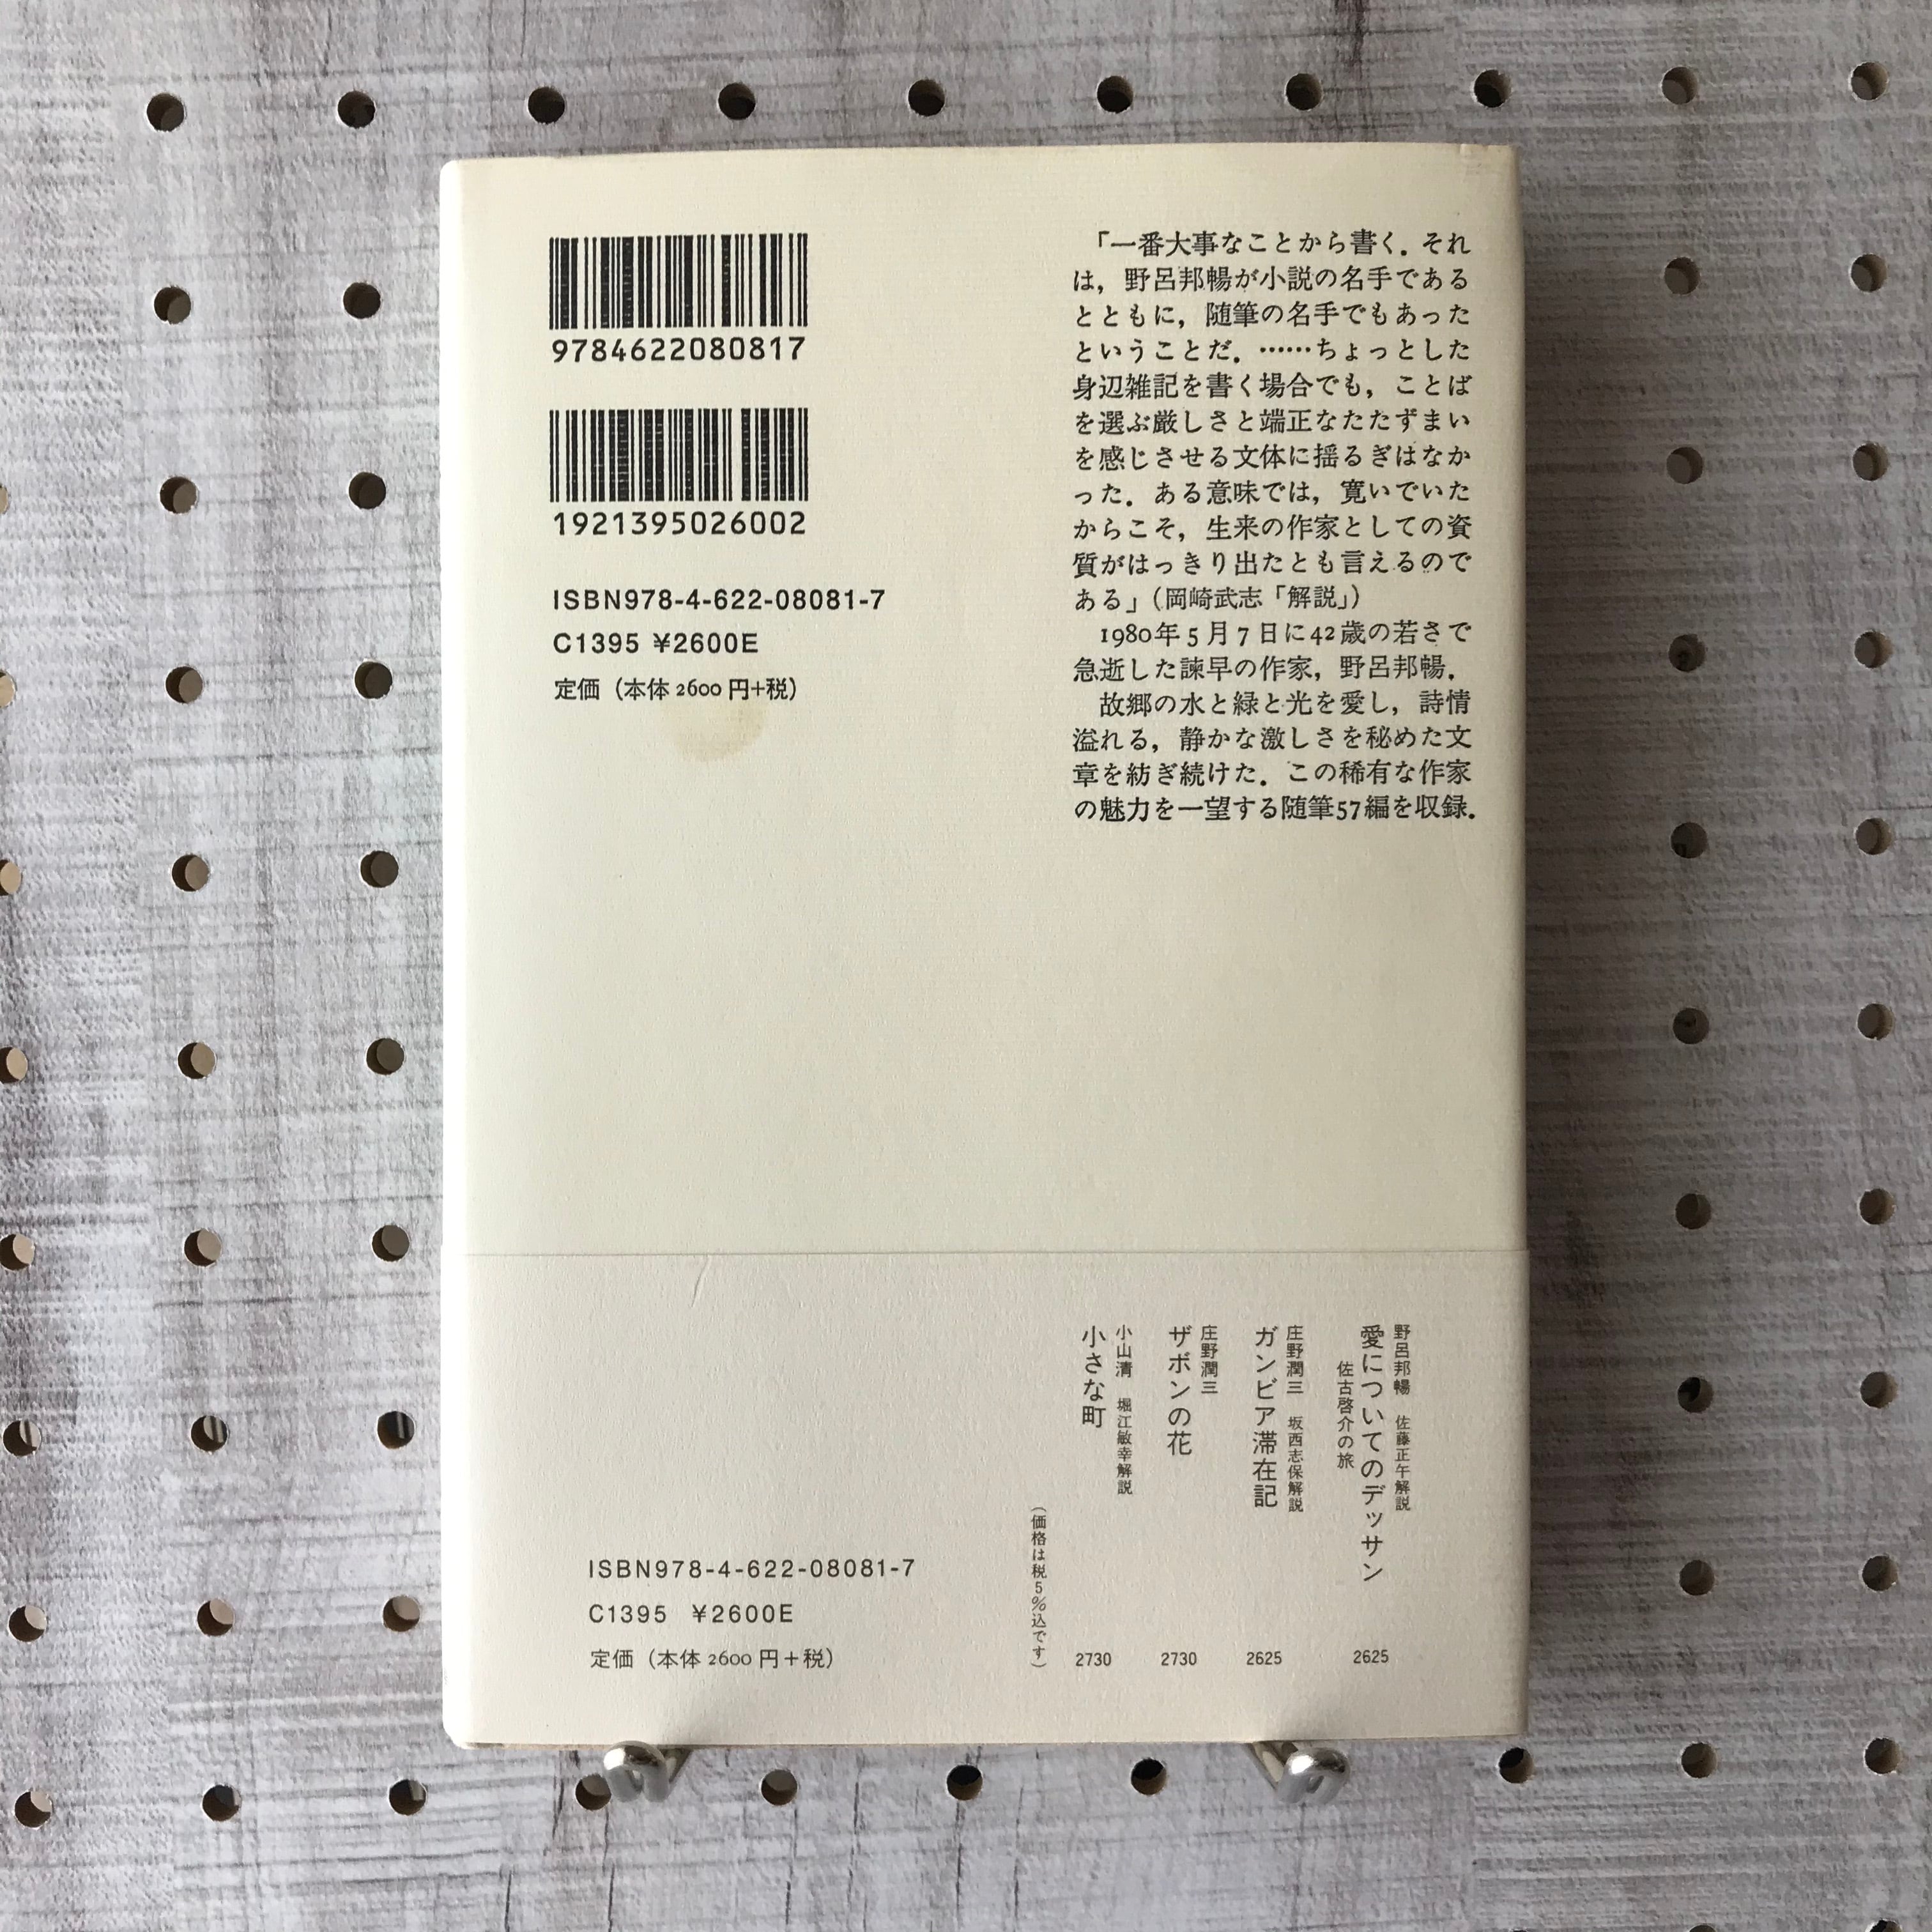 9784622080817
1921395026002
ISBN978-4-622-08081-7
C1395 ¥2600E
定価（本体2600円+税）
「一番大事なことから書く．それ
は，野呂邦暢が小説の名手である
とともに，随筆の名手でもあった
ということだ．……ちょっとした
身辺雑記を書く場合でも，ことば
を選ぶ厳しさと端正なたたずまい
を感じさせる文体に揺るぎはなか
った．ある意味では，寛いでいた
からこそ，生来の作家としての資
質がはっきり出たとも言えるので
ある」（岡崎武志「解説」）
1980年5月7日に42歳の若さで
急逝した諫早の作家，野呂邦暢．
故郷の水と緑と光を愛し，詩情
溢れる，静かな激しさを秘めた文
章を紡ぎ続けた．この稀有な作家
の魅力を一望する随筆57編を収録．
野呂邦暢　佐藤正午解説
愛についてのデッサン
佐古啓介の旅
2625
庄野潤三　坂西志保解説
ガンビア滞在記
2625
庄野潤三
ザボンの花
2730
小山清　堀江敏幸解説
小さな町
2730
（価格は税5%込です）
ISBN978-4-622-08081-7
C1395 ¥2600E
定価（本体2600円＋税）